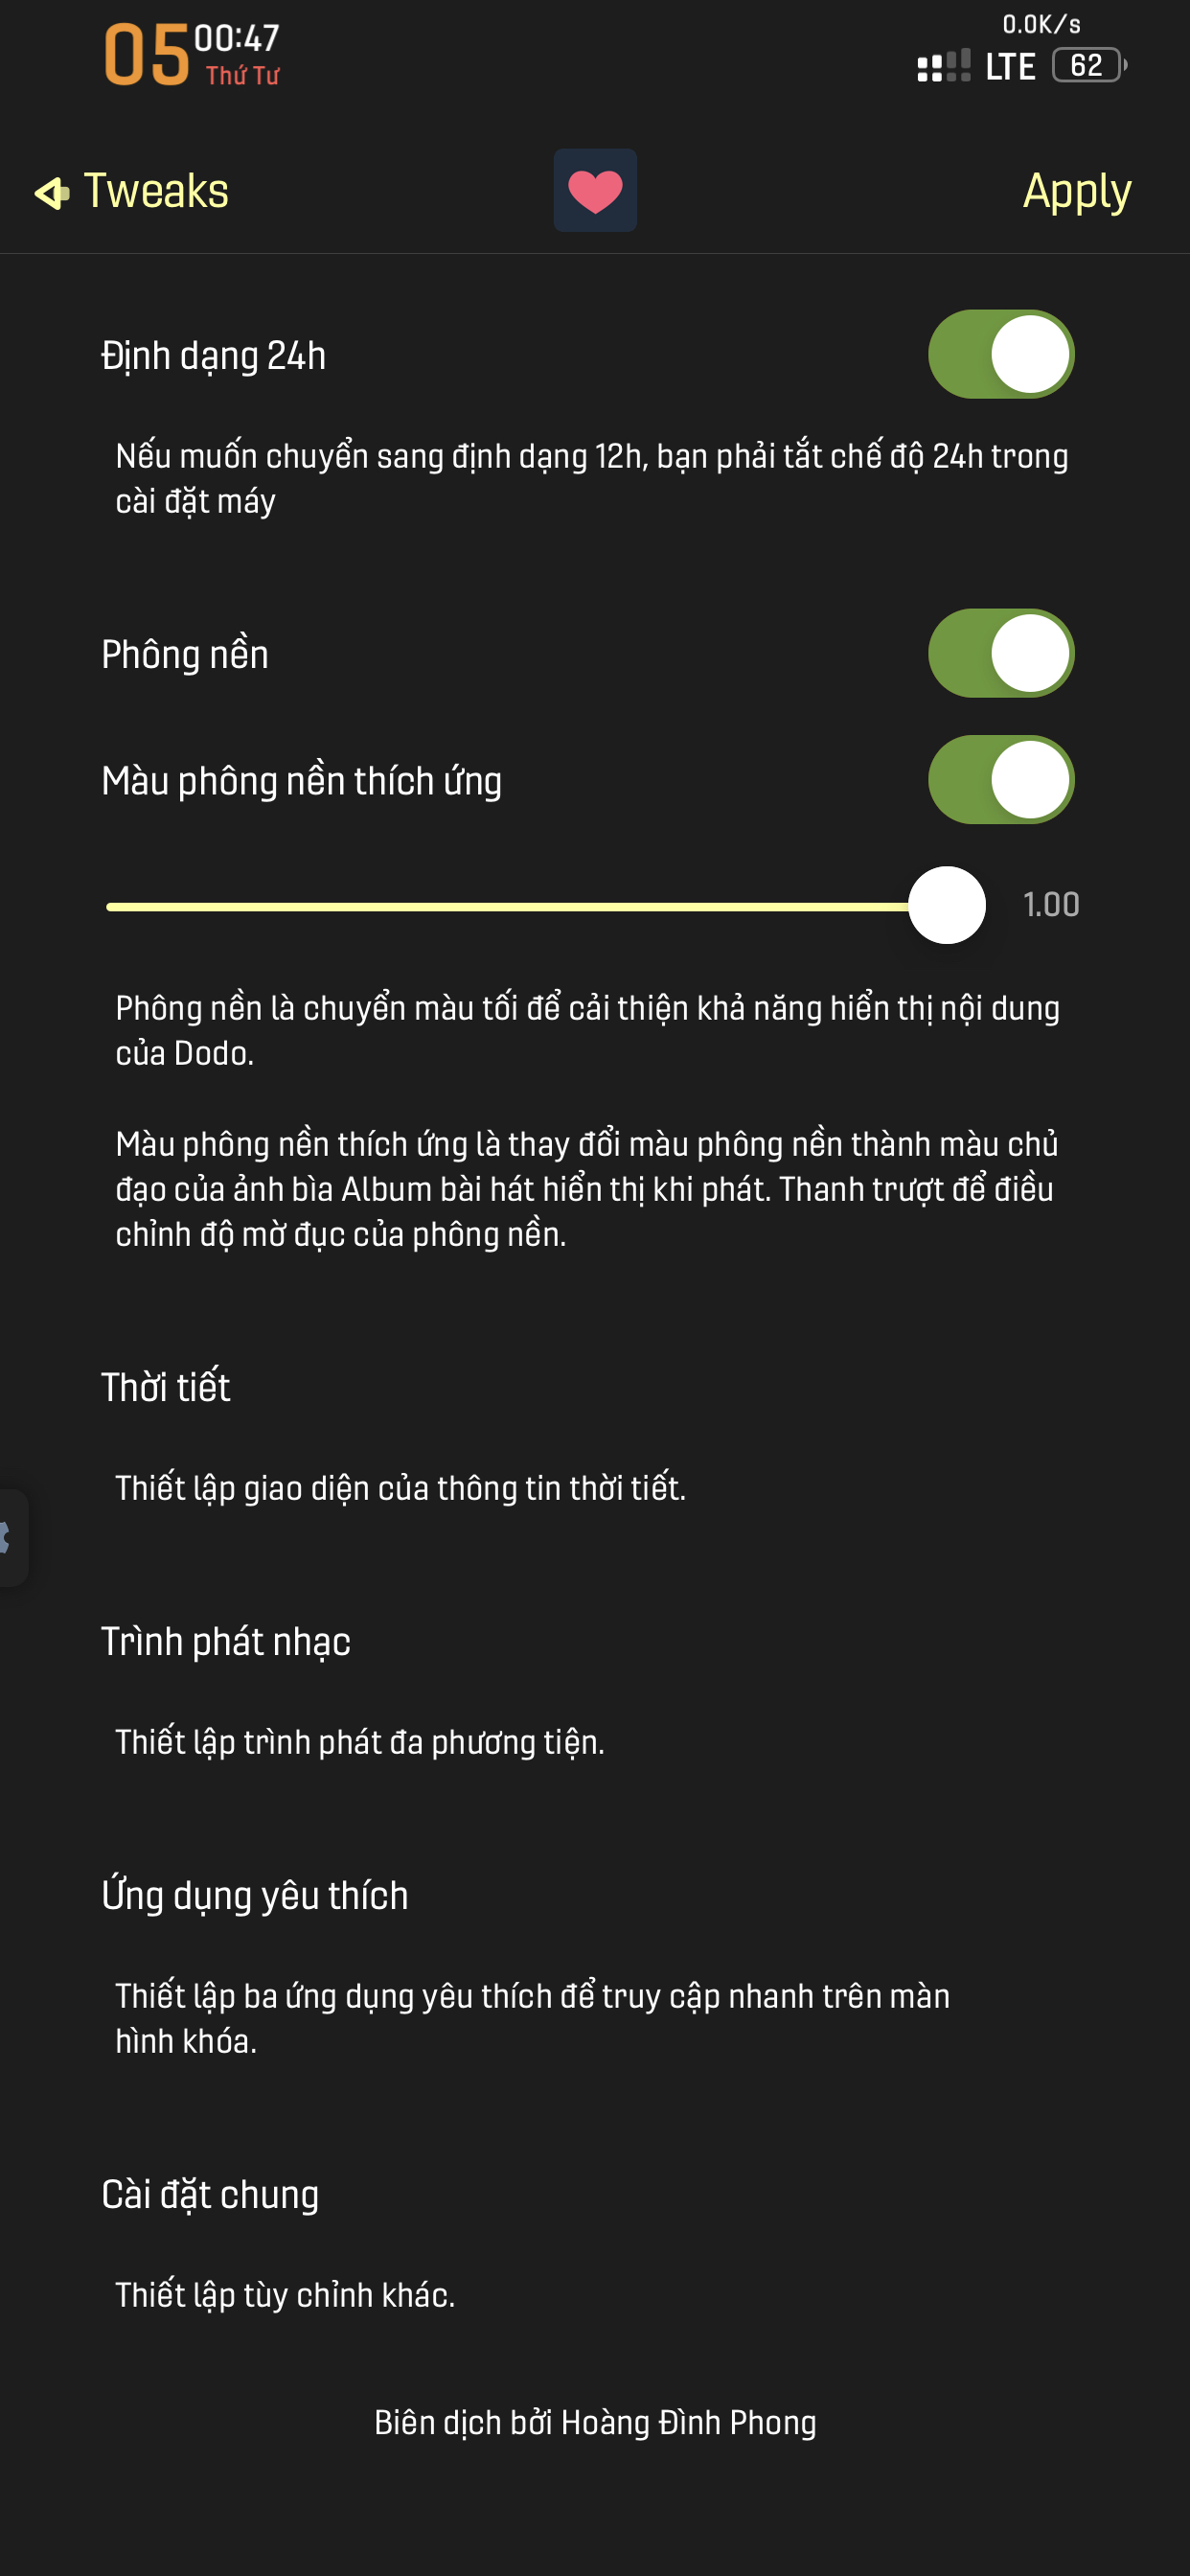 05
00:47
Thứ Tư
0.0K/s
LTE
62
Tweaks
Apply
Định dạng 24h
Nếu muốn chuyển sang định dạng 12h, bạn phải tắt chế độ 24h trong
cài đặt máy
Phông nền
Màu phông nền thích ứng
1.00
Phông nền là chuyển màu tối để cải thiện khả năng hiển thị nội dung
của Dodo.
Màu phông nền thích ứng là thay đổi màu phông nền thành màu chủ
đạo của ảnh bìa Album bài hát hiển thị khi phát. Thanh trượt để điều
chỉnh độ mờ đục của phông nền.
Thời tiết
Thiết lập giao diện của thông tin thời tiết.
Trình phát nhạc
Thiết lập trình phát đa phương tiện.
Ứng dụng yêu thích
Thiết lập ba ứng dụng yêu thích để truy cập nhanh trên màn
hình khóa.
Cài đặt chung
Thiết lập tùy chỉnh khác.
Biên dịch bởi Hoàng Đình Phong